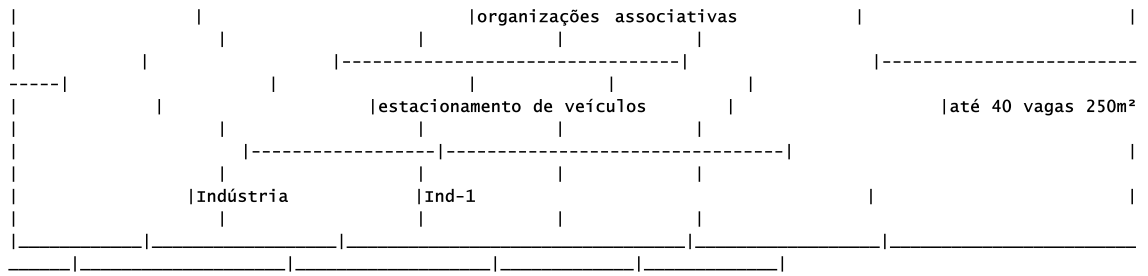 organizações associativas
estacionamento de veículos até 40 vagas 250m²
Indústria Ind-1